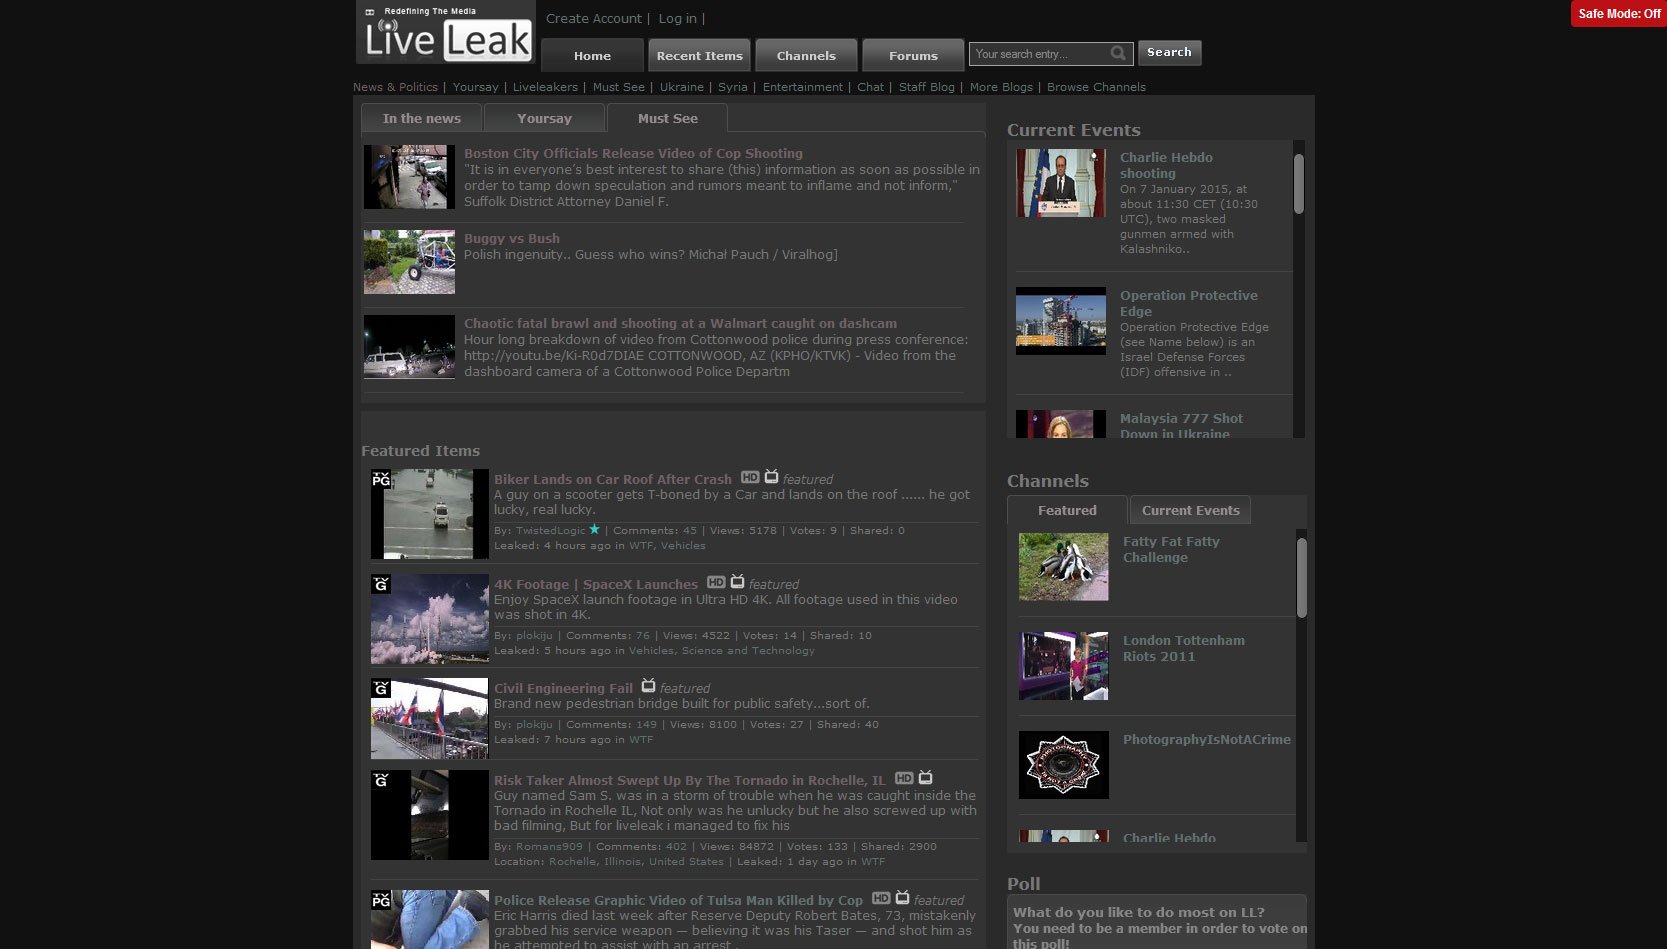 Redefining The Media
LiveLeak
Create Account | Log in |
Safe Mode: Off
Home
Recent Items
Channels
Forums
Your search entry...
Search
News & Politics | Yoursay | Liveleakers | Must See | Ukraine | Syria | Entertainment | Chat | Staff Blog | More Blogs | Browse Channels
In the news
Yoursay
Must See
Boston City Officials Release Video of Cop Shooting
"It is in everyone's best interest to share (this) information as soon as possible in
order to tamp down speculation and rumors meant to inflame and not inform,"
Suffolk District Attorney Daniel F.
Buggy vs Bush
Polish ingenuity.. Guess who wins? Michał Pauch / Viralhog]
Chaotic fatal brawl and shooting at a Walmart caught on dashcam
Hour long breakdown of video from Cottonwood police during press conference:
http://youtu.be/Ki-R0d7DIAE COTTONWOOD, AZ (KPHO/KTVK) - Video from the
dashboard camera of a Cottonwood Police Departm
Featured Items
TV PG
Biker Lands on Car Roof After Crash HD featured
A guy on a scooter gets T-boned by a Car and lands on the roof ...... he got
lucky, real lucky.
By: TwistedLogic ★ | Comments: 45 | Views: 5178 | Votes: 9 | Shared: 0
Leaked: 4 hours ago in WTF, Vehicles
TV G
4K Footage | SpaceX Launches HD featured
Enjoy SpaceX launch footage in Ultra HD 4K. All footage used in this video
was shot in 4K.
By: plokiju | Comments: 76 | Views: 4522 | Votes: 14 | Shared: 10
Leaked: 5 hours ago in Vehicles, Science and Technology
TV G
Civil Engineering Fail featured
Brand new pedestrian bridge built for public safety...sort of.
By: plokiju | Comments: 149 | Views: 8100 | Votes: 27 | Shared: 40
Leaked: 7 hours ago in WTF
TV G
Risk Taker Almost Swept Up By The Tornado in Rochelle, IL HD
Guy named Sam S. was in a storm of trouble when he was caught inside the
Tornado in Rochelle IL, Not only was he unlucky but he also screwed up with
bad filming, But for liveleak i managed to fix his
By: Romans909 | Comments: 402 | Views: 84872 | Votes: 133 | Shared: 2900
Location: Rochelle, Illinois, United States | Leaked: 1 day ago in WTF
TV PG
Police Release Graphic Video of Tulsa Man Killed by Cop HD featured
Eric Harris died last week after Reserve Deputy Robert Bates, 73, mistakenly
grabbed his service weapon — believing it was his Taser — and shot him as
he attempted to assist with an arrest .
Current Events
Charlie Hebdo
shooting
On 7 January 2015, at
about 11:30 CET (10:30
UTC), two masked
gunmen armed with
Kalashniko..
Operation Protective
Edge
Operation Protective Edge
(see Name below) is an
Israel Defense Forces
(IDF) offensive in ..
Malaysia 777 Shot
Down in Ukraine
Channels
Featured
Current Events
Fatty Fat Fatty
Challenge
London Tottenham
Riots 2011
PhotographyIsNotACrime
Charlie Hebdo
Poll
What do you like to do most on LL?
You need to be a member in order to vote on
this poll!